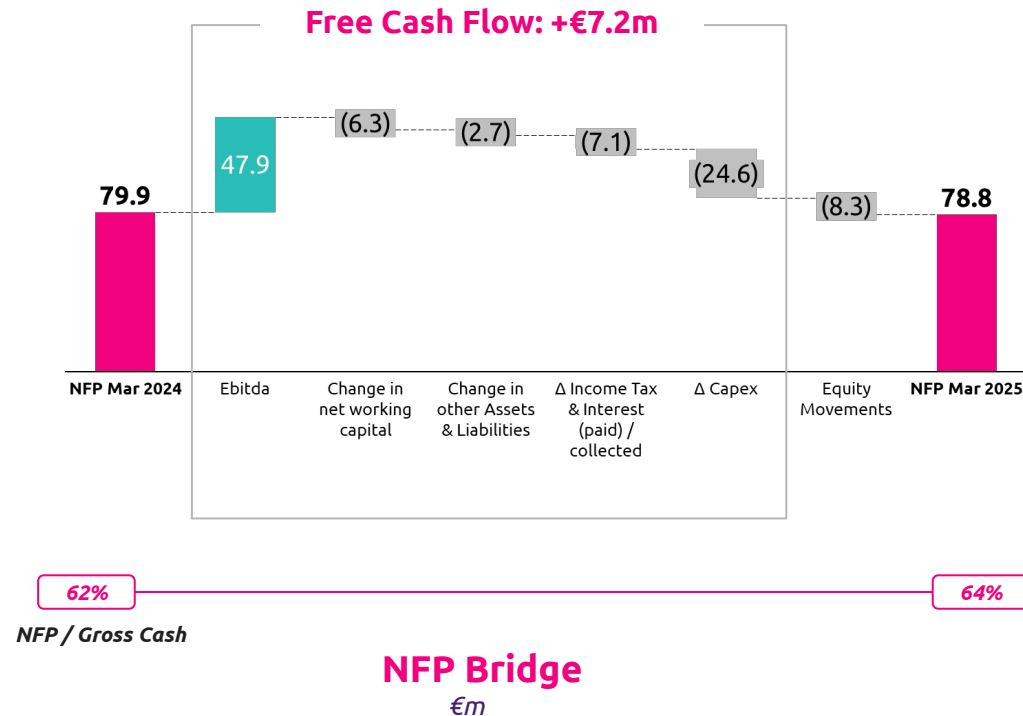 Free Cash Flow: +€7.2m
79.9
47.9
(6.3)
(2.7)
(7.1)
(24.6)
(8.3)
78.8
NFP Mar 2024
Ebitda
Change in
net working
capital
Change in
other Assets
& Liabilities
Δ Income Tax
& Interest
(paid) /
collected
Δ Capex
Equity
Movements
NFP Mar 2025
62%
64%
NFP / Gross Cash
NFP Bridge
€m